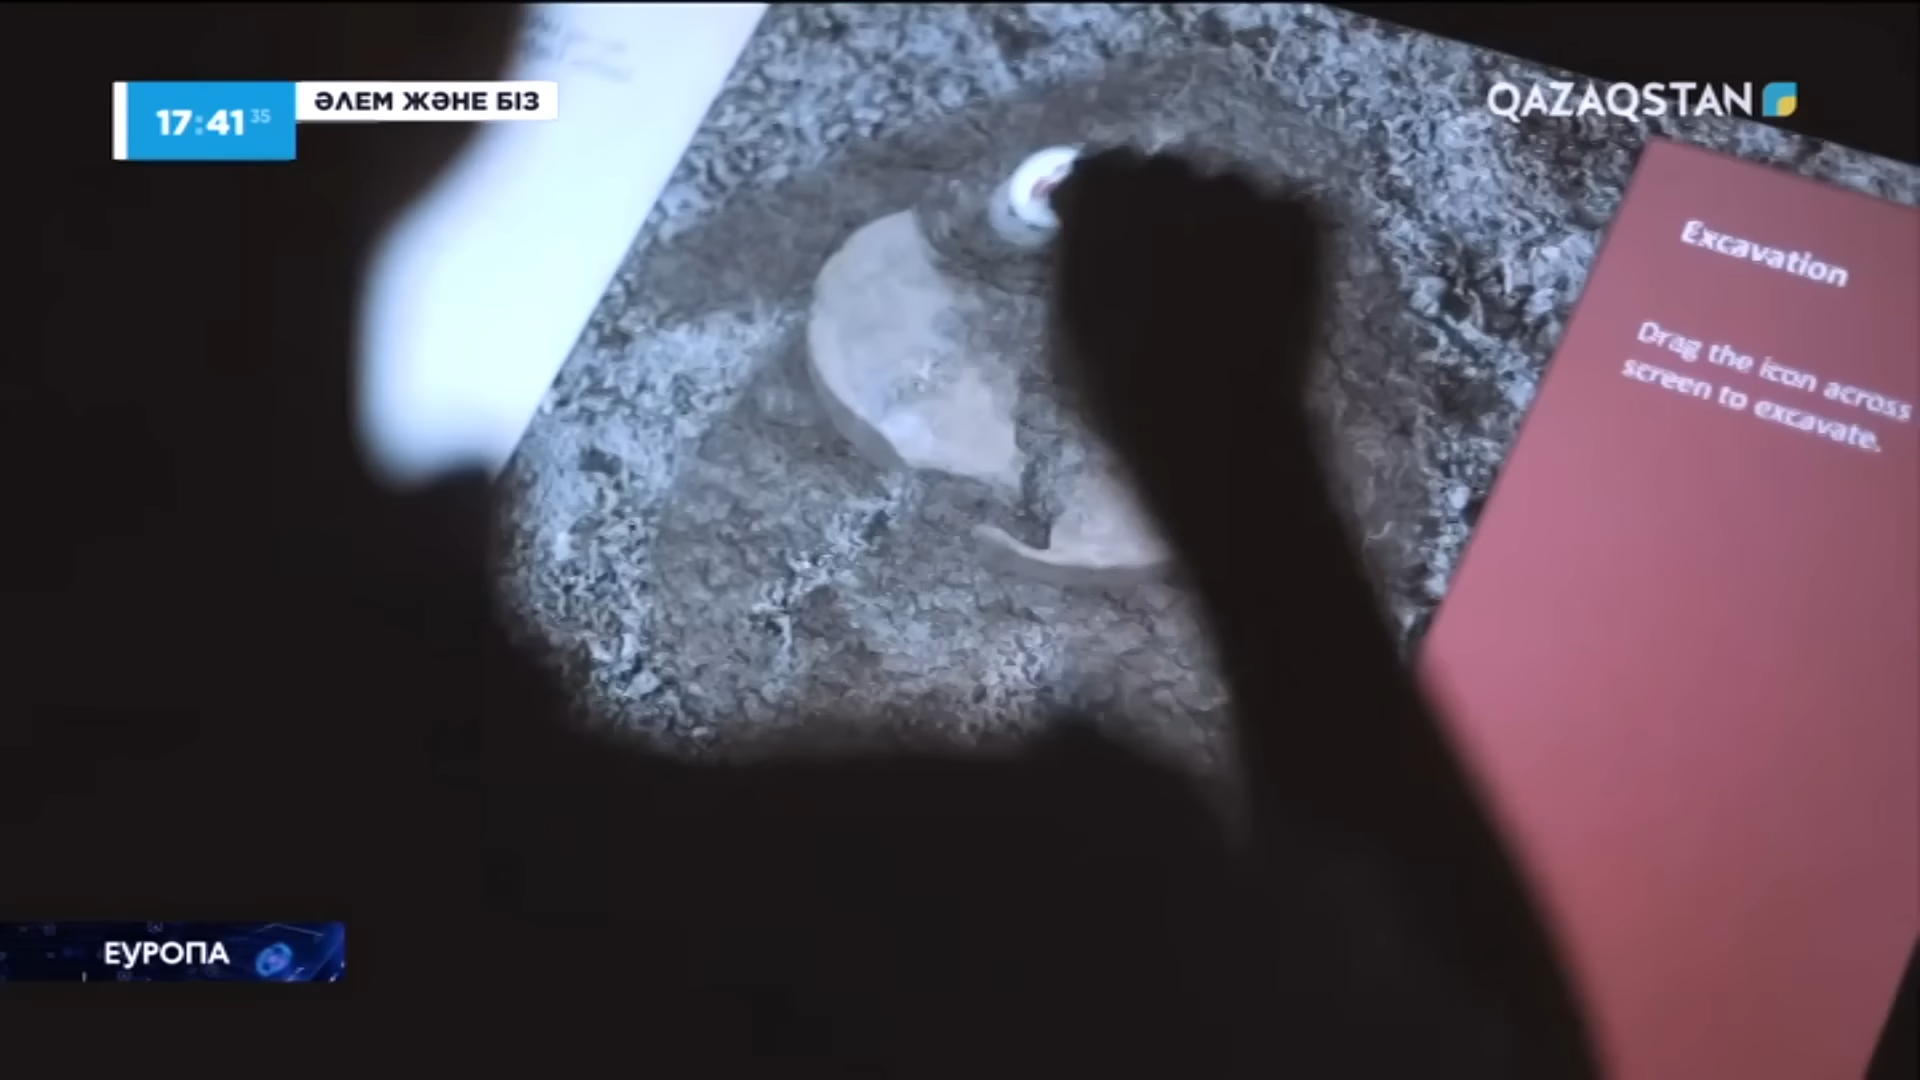 17:41 35
ӘЛЕМ ЖӘНЕ БІЗ
QAZAQSTAN
Excavation
Drag the icon across
screen to excavate.
ЕУРОПА